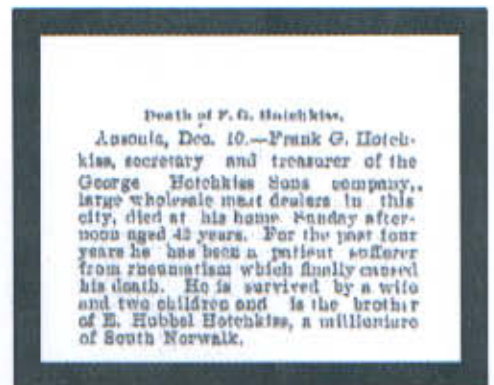 Death of F. G. Hotchkiss.
Ansonia, Dec. 10.—Frank G. Hotch-
kiss, secretary and treasurer of the
George Hotchkiss Sons company,
large wholesale meat dealers in this
city, died at his home Sunday after-
noon aged 42 years. For the past four
years he has been a patient sufferer
from rheumatism which finally caused
his death. He is survived by a wife
and two children and is the brother
of E. Hubbel Hotchkiss, a millionaire
of South Norwalk.